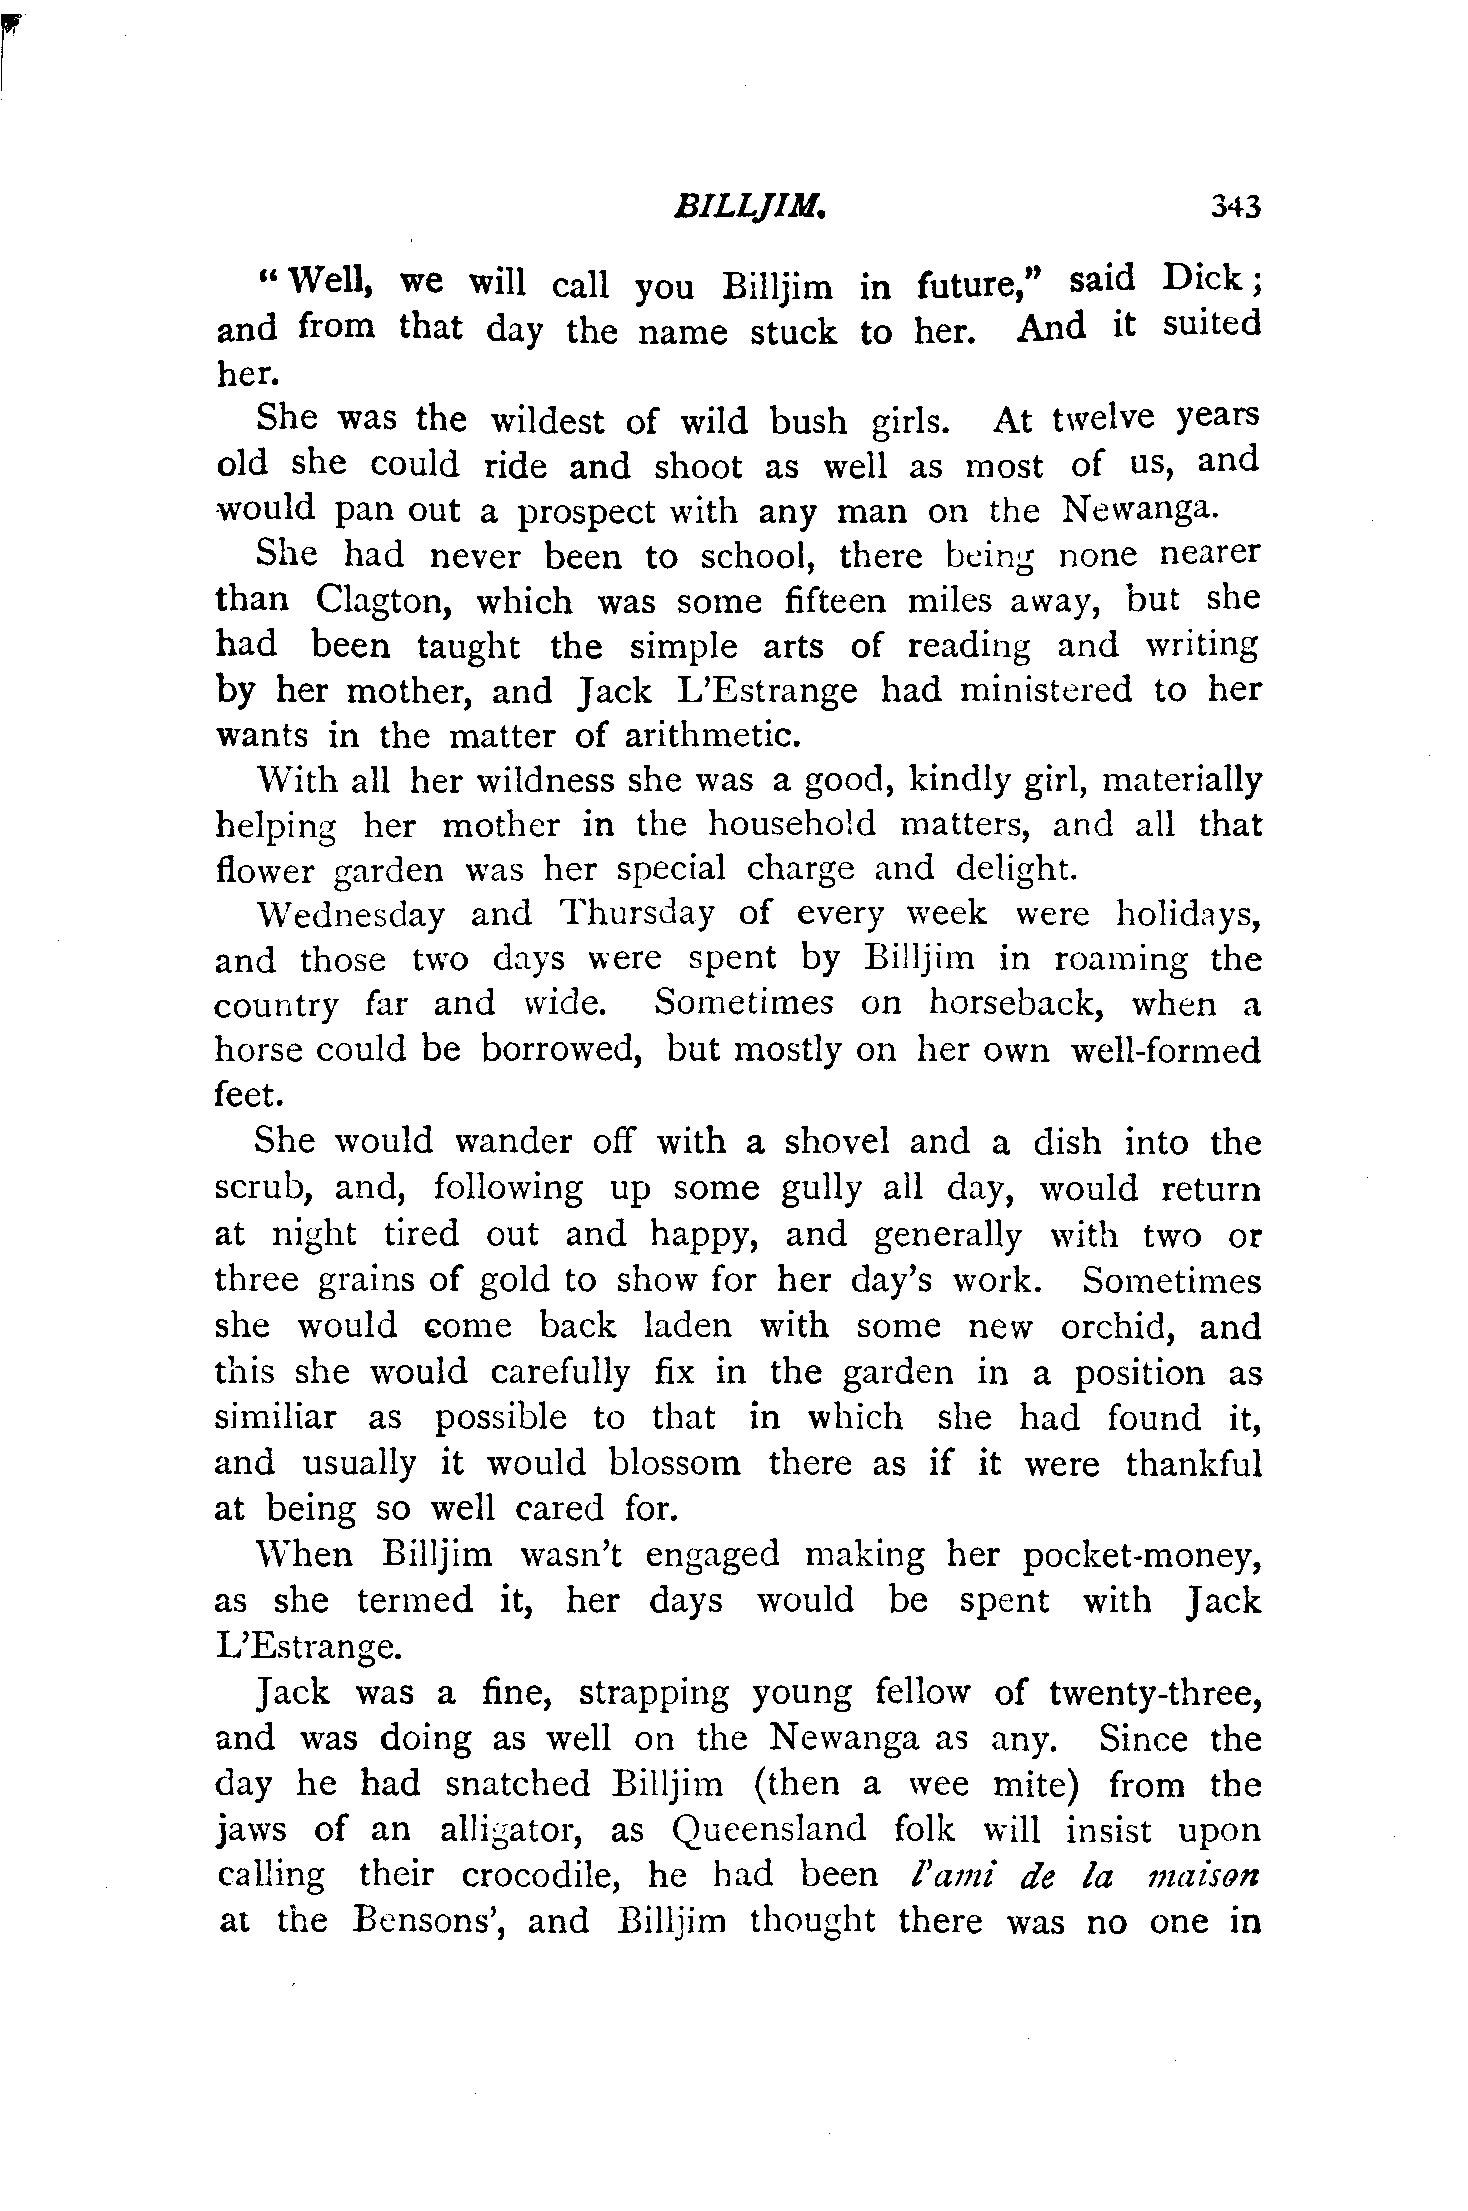 BILLJIM. 343
“Well, we will call you Billjim in future,” said Dick;
and from that day the name stuck to her. And it suited
her.
She was the wildest of wild bush girls. At twelve years
old she could ride and shoot as well as most of us, and
would pan out a prospect with any man on the Newanga.
She had never been to school, there being none nearer
than Clagton, which was some fifteen miles away, but she
had been taught the simple arts of reading and writing
by her mother, and Jack L’Estrange had ministered to her
wants in the matter of arithmetic.
With all her wildness she was a good, kindly girl, materially
helping her mother in the household matters, and all that
flower garden was her special charge and delight.
Wednesday and Thursday of every week were holidays,
and those two days were spent by Billjim in roaming the
country far and wide. Sometimes on horseback, when a
horse could be borrowed, but mostly on her own well-formed
feet.
She would wander off with a shovel and a dish into the
scrub, and, following up some gully all day, would return
at night tired out and happy, and generally with two or
three grains of gold to show for her day’s work. Sometimes
she would come back laden with some new orchid, and
this she would carefully fix in the garden in a position as
similiar as possible to that in which she had found it,
and usually it would blossom there as if it were thankful
at being so well cared for.
When Billjim wasn’t engaged making her pocket-money,
as she termed it, her days would be spent with Jack
L’Estrange.
Jack was a fine, strapping young fellow of twenty-three,
and was doing as well on the Newanga as any. Since the
day he had snatched Billjim (then a wee mite) from the
jaws of an alligator, as Queensland folk will insist upon
calling their crocodile, he had been l’ami de la maison
at the Bensons’, and Billjim thought there was no one in